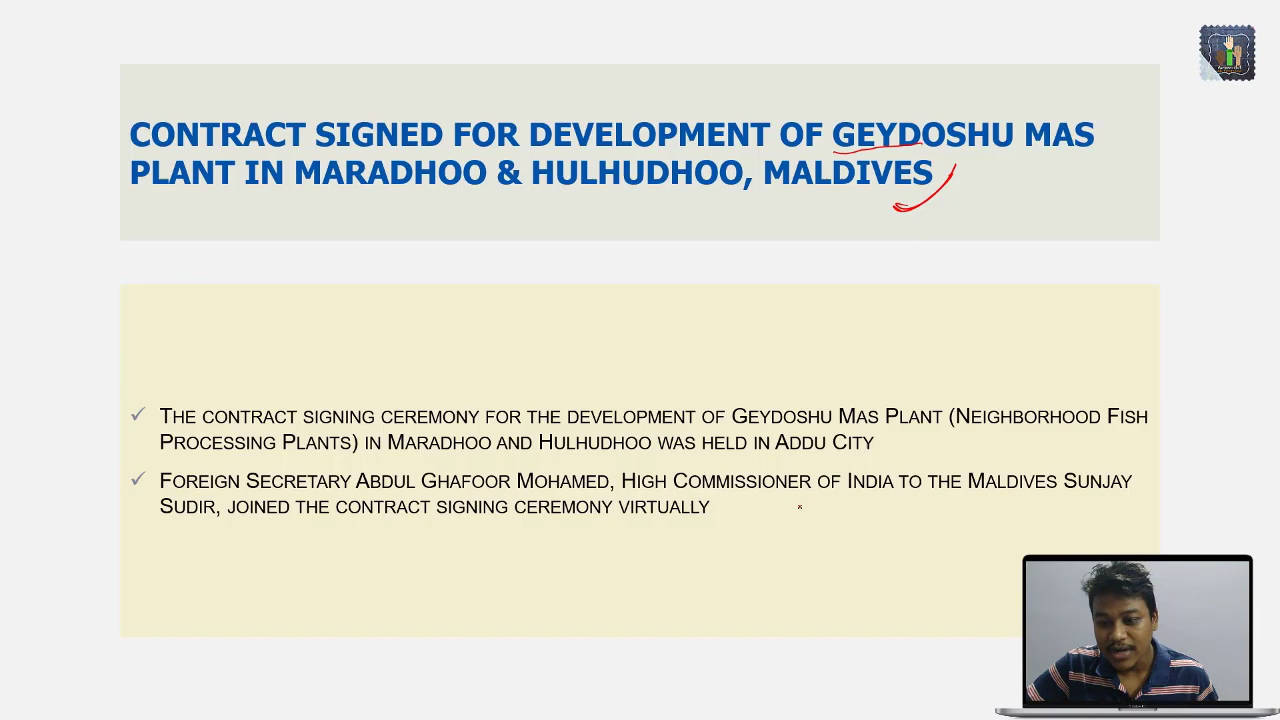 CONTRACT SIGNED FOR DEVELOPMENT OF GEYDOSHU MAS
PLANT IN MARADHOO & HULHUDHOO, MALDIVES
✓ THE CONTRACT SIGNING CEREMONY FOR THE DEVELOPMENT OF GEYDOSHU MAS PLANT (NEIGHBORHOOD FISH
PROCESSING PLANTS) IN MARADHOO AND HULHUDHOO WAS HELD IN ADDU CITY
✓ FOREIGN SECRETARY ABDUL GHAFOOR MOHAMED, HIGH COMMISSIONER OF INDIA TO THE MALDIVES SUNJAY
SUDIR, JOINED THE CONTRACT SIGNING CEREMONY VIRTUALLY